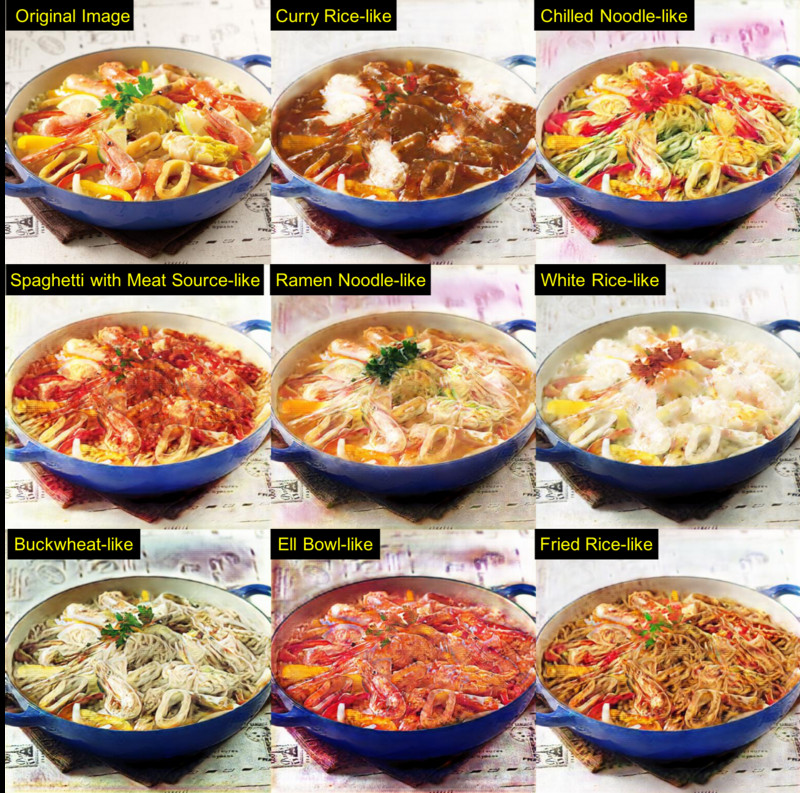 Original Image
Curry Rice-like
Chilled Noodle-like
Spaghetti with Meat Source-like
Ramen Noodle-like
White Rice-like
Buckwheat-like
Ell Bowl-like
Fried Rice-like